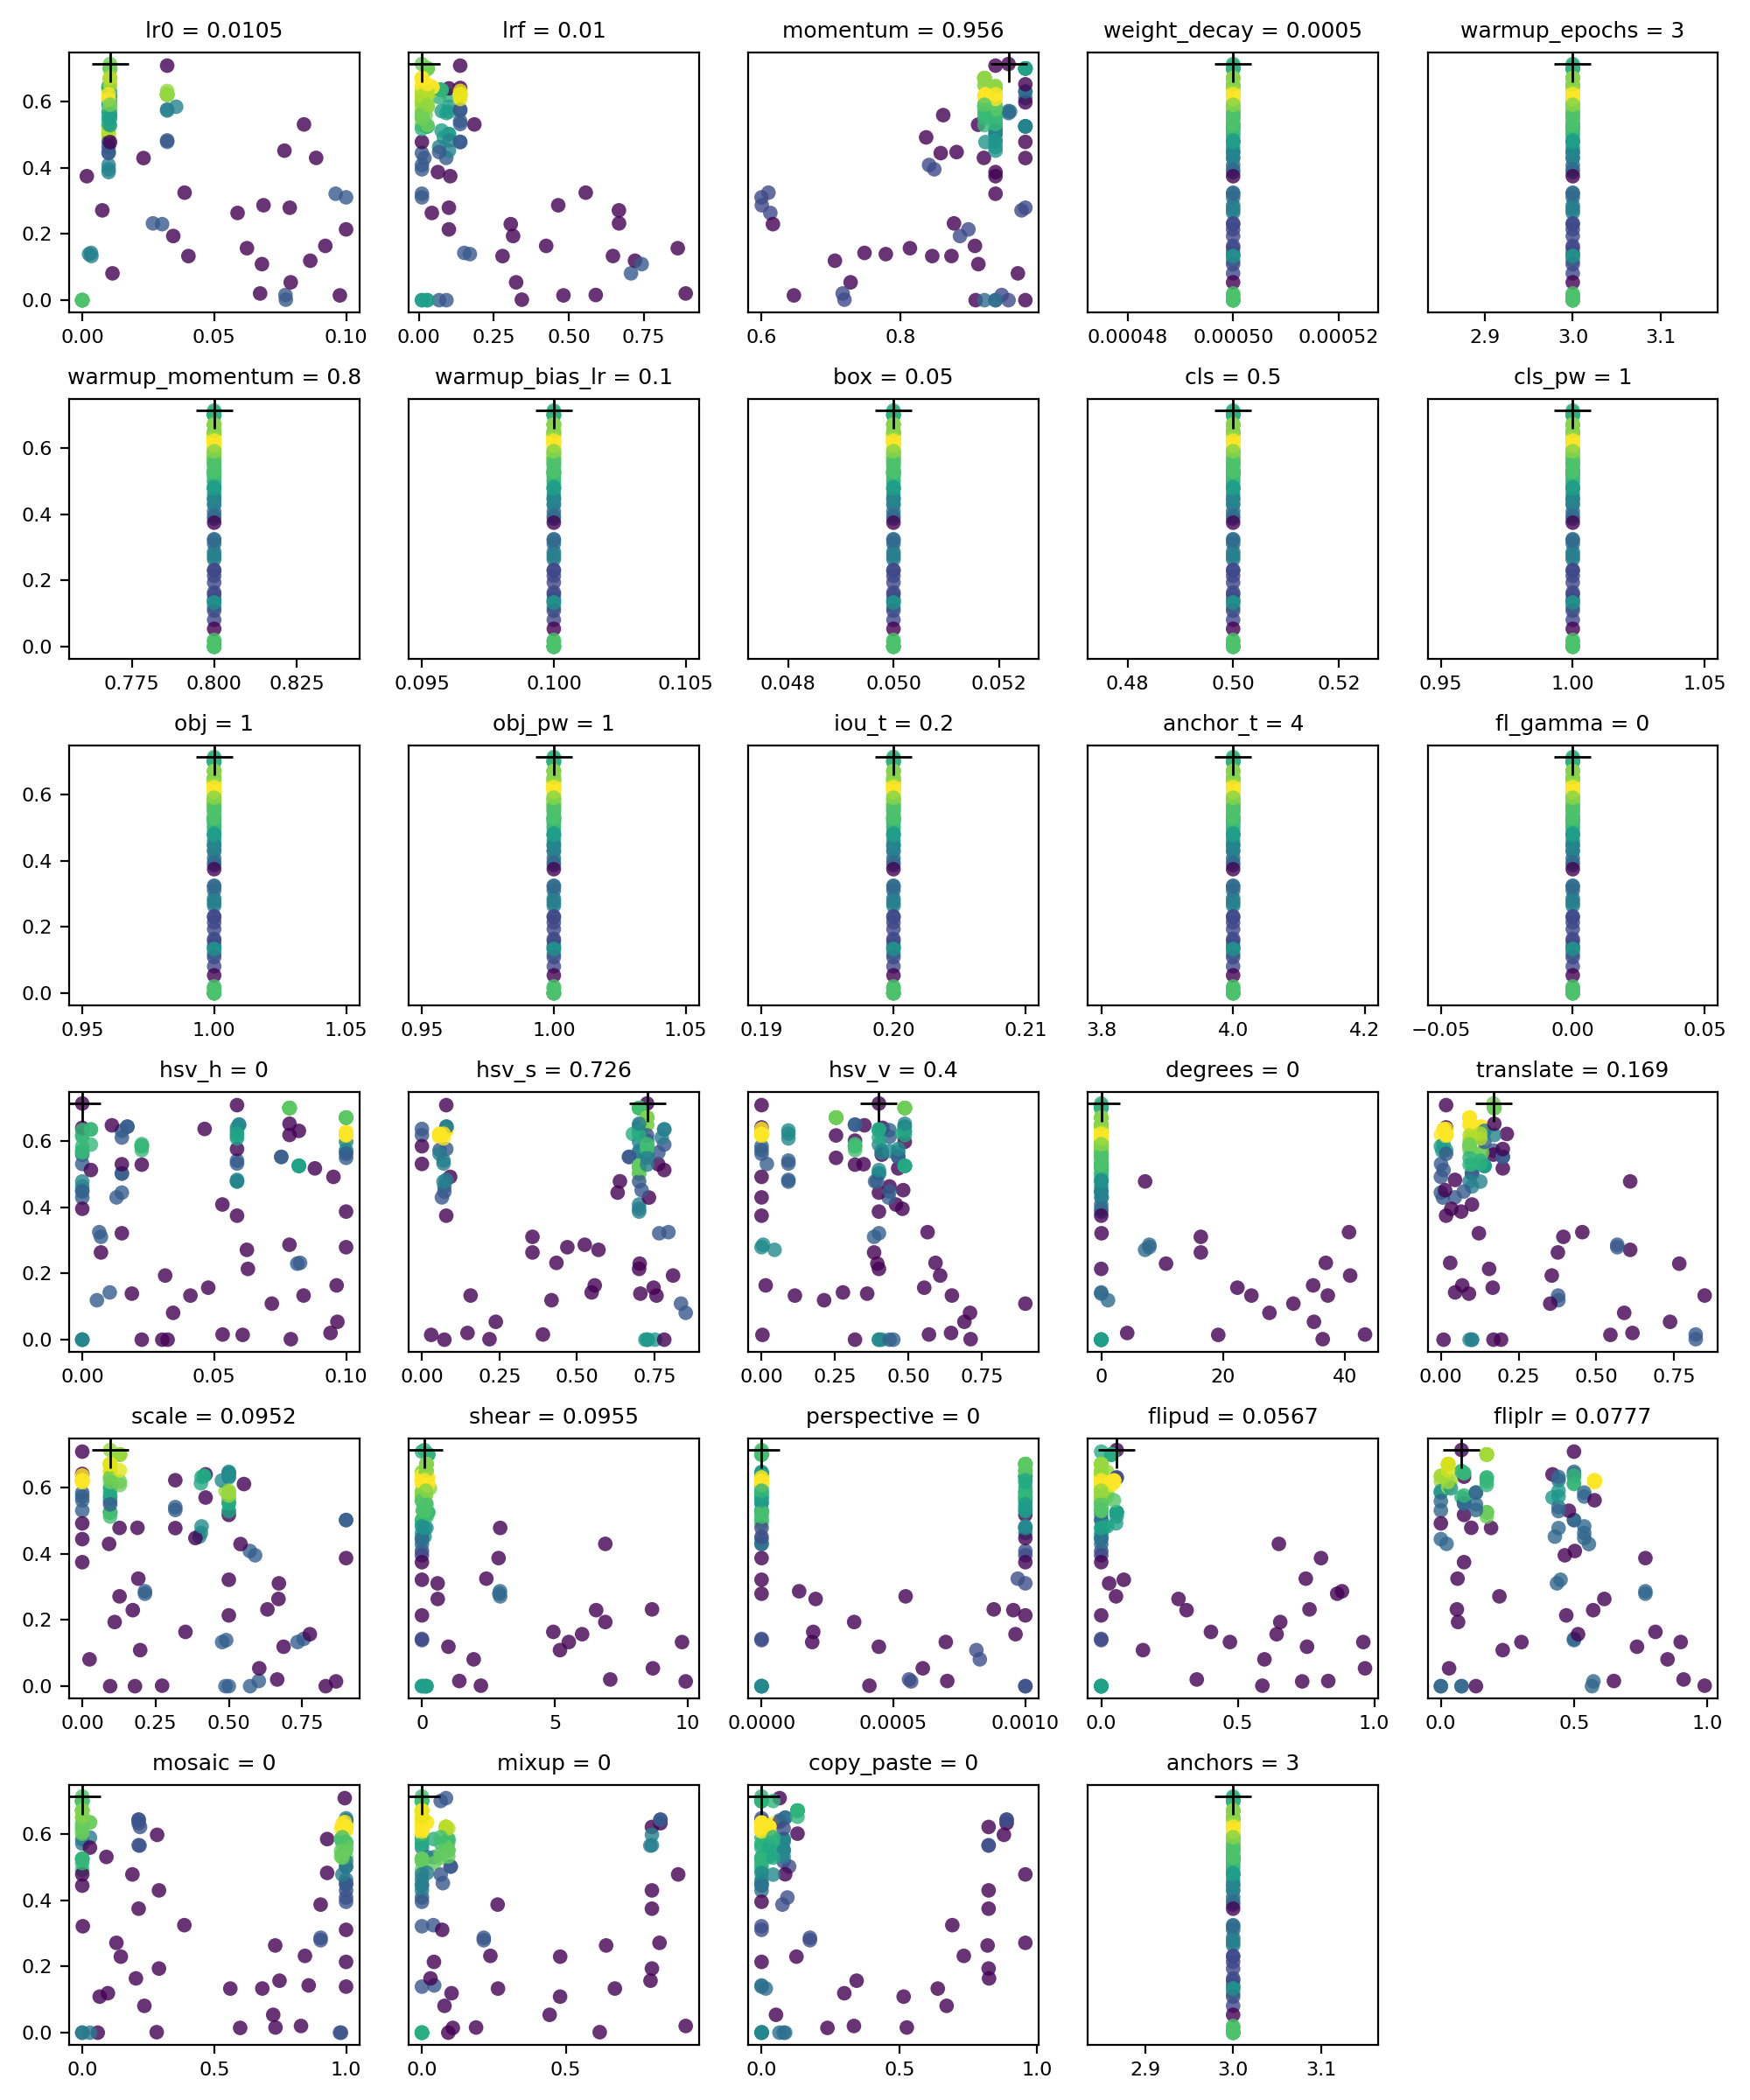 lr0 = 0.0105 lrf = 0.01 momentum = 0.956 weight_decay = 0.0005 warmup_epochs = 3
0.6
0.4
0.2
0.0
0.00 0.05 0.10 0.00 0.25 0.50 0.75 0.6 0.8 0.00048 0.00050 0.00052 2.9 3.0 3.1
warmup_momentum = 0.8 warmup_bias_lr = 0.1 box = 0.05 cls = 0.5 cls_pw = 1
0.6
0.4
0.2
0.0
0.775 0.800 0.825 0.095 0.100 0.105 0.048 0.050 0.052 0.48 0.50 0.52 0.95 1.00 1.05
obj = 1 obj_pw = 1 iou_t = 0.2 anchor_t = 4 fl_gamma = 0
0.6
0.4
0.2
0.0
0.95 1.00 1.05 0.95 1.00 1.05 0.19 0.20 0.21 3.8 4.0 4.2 −0.05 0.00 0.05
hsv_h = 0 hsv_s = 0.726 hsv_v = 0.4 degrees = 0 translate = 0.169
0.6
0.4
0.2
0.0
0.00 0.05 0.10 0.00 0.25 0.50 0.75 0.00 0.25 0.50 0.75 0 20 40 0.00 0.25 0.50 0.75
scale = 0.0952 shear = 0.0955 perspective = 0 flipud = 0.0567 fliplr = 0.0777
0.6
0.4
0.2
0.0
0.00 0.25 0.50 0.75 0 5 10 0.0000 0.0005 0.0010 0.0 0.5 1.0 0.0 0.5 1.0
mosaic = 0 mixup = 0 copy_paste = 0 anchors = 3
0.6
0.4
0.2
0.0
0.0 0.5 1.0 0.0 0.5 0.0 0.5 1.0 2.9 3.0 3.1